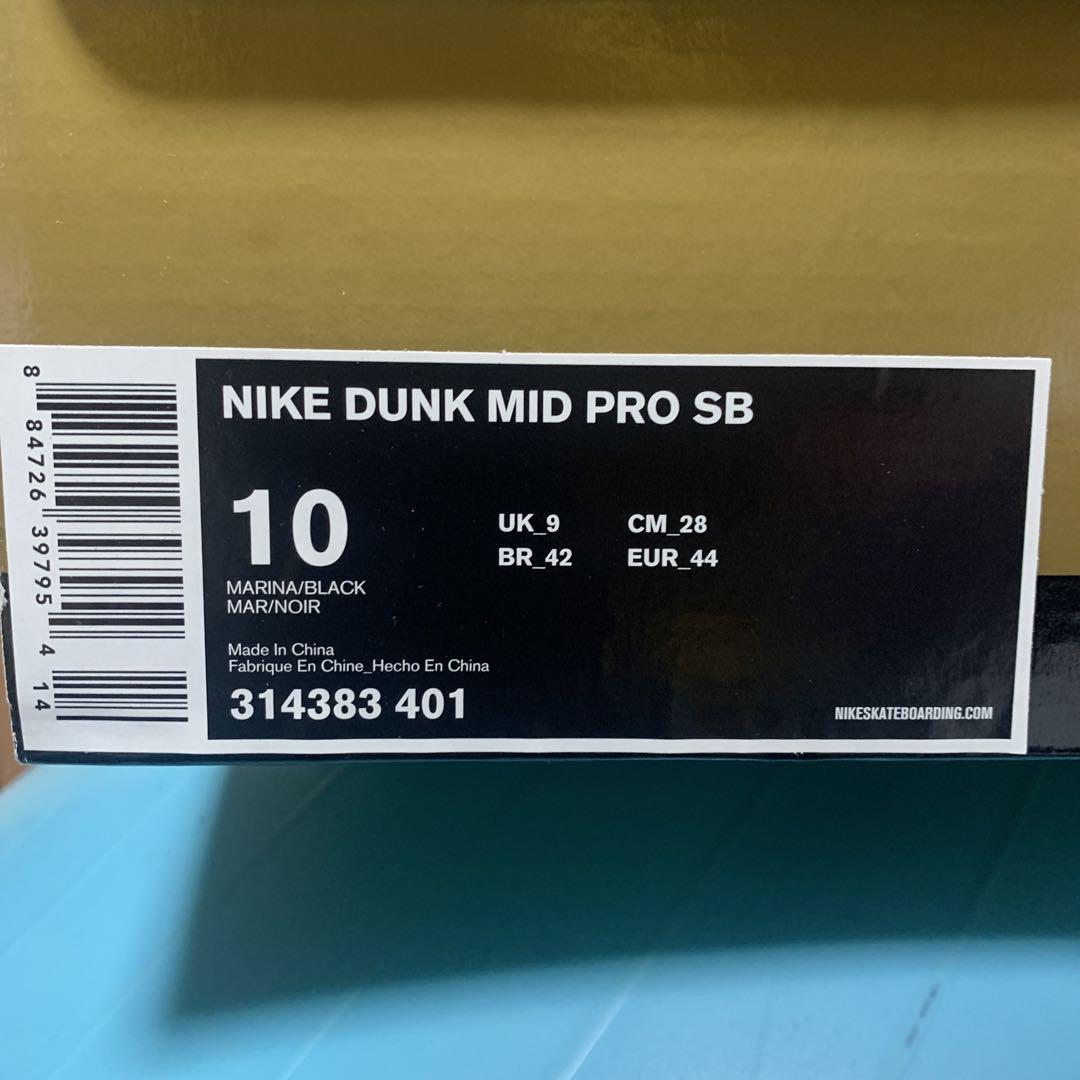 NIKE DUNK MID PRO SB
10
UK_9 CM_28
BR_42 EUR_44
MARINA/BLACK
MAR/NOIR
Made In China
Fabrique En Chine_Hecho En China
314383 401
NIKESKATEBOARDING.COM
8 84726 39795 4 14